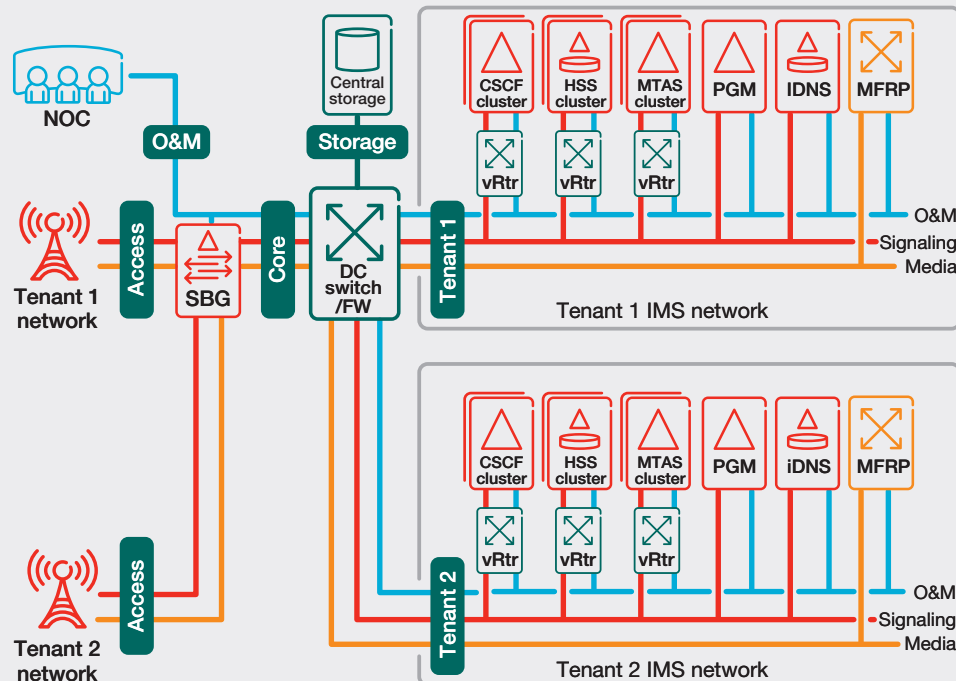 Central
storage
NOC
O&M
Storage
CSCF
cluster
HSS
cluster
MTAS
cluster
PGM
IDNS
MFRP
vRtr
vRtr
vRtr
Tenant 1
network
Access
SBG
Core
DC
switch
/FW
Tenant 1
O&M
Signaling
Media
Tenant 1 IMS network
CSCF
cluster
HSS
cluster
MTAS
cluster
PGM
iDNS
MFRP
vRtr
vRtr
vRtr
Tenant 2
network
Access
Tenant 2
O&M
Signaling
Media
Tenant 2 IMS network